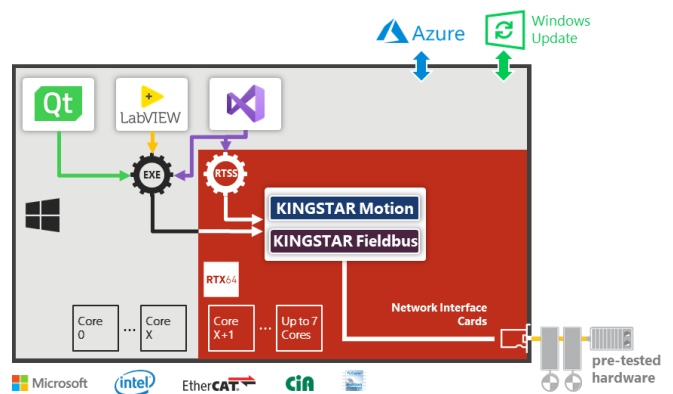 Azure
Windows
Update
Qt
LabVIEW
EXE
RTSS
KINGSTAR Motion
KINGSTAR Fieldbus
RTX64
Core
0
...
Core
X
Core
X+1
...
Up to 7
Cores
Network Interface
Cards
pre-tested
hardware
Microsoft
intel
EtherCAT
CiA